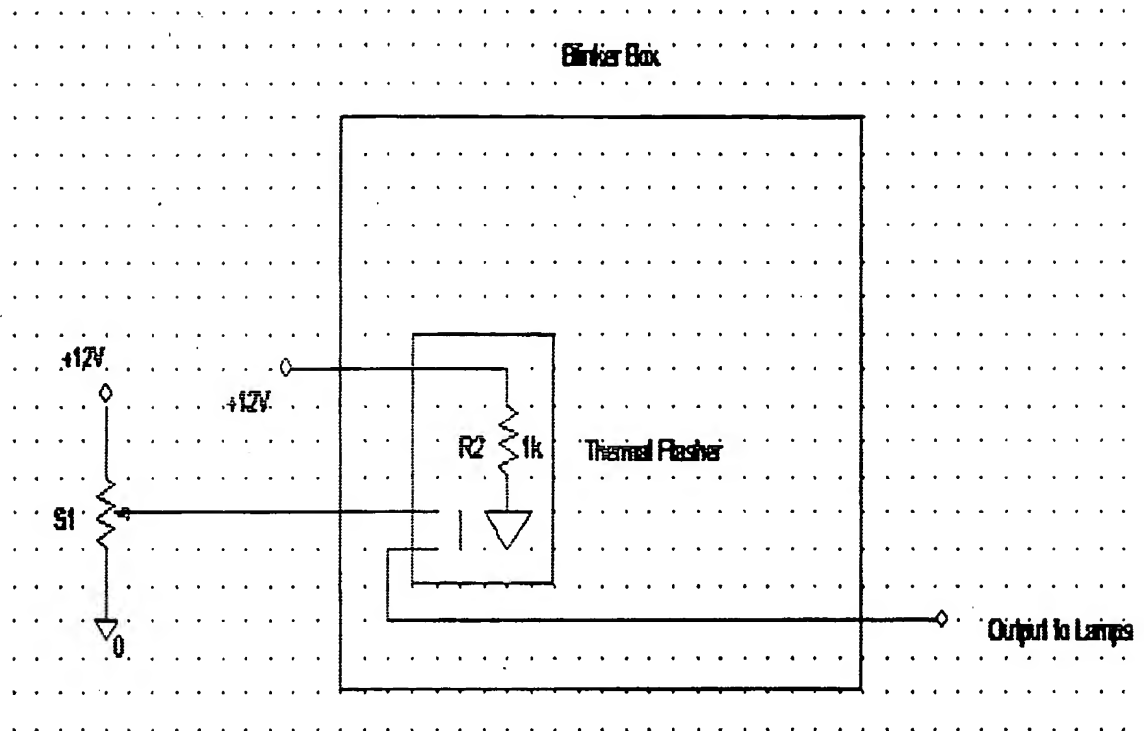 Blinker Box
+12V
+12V
R2
1k
Thermal Flasher
S1
0
Output to Lamps